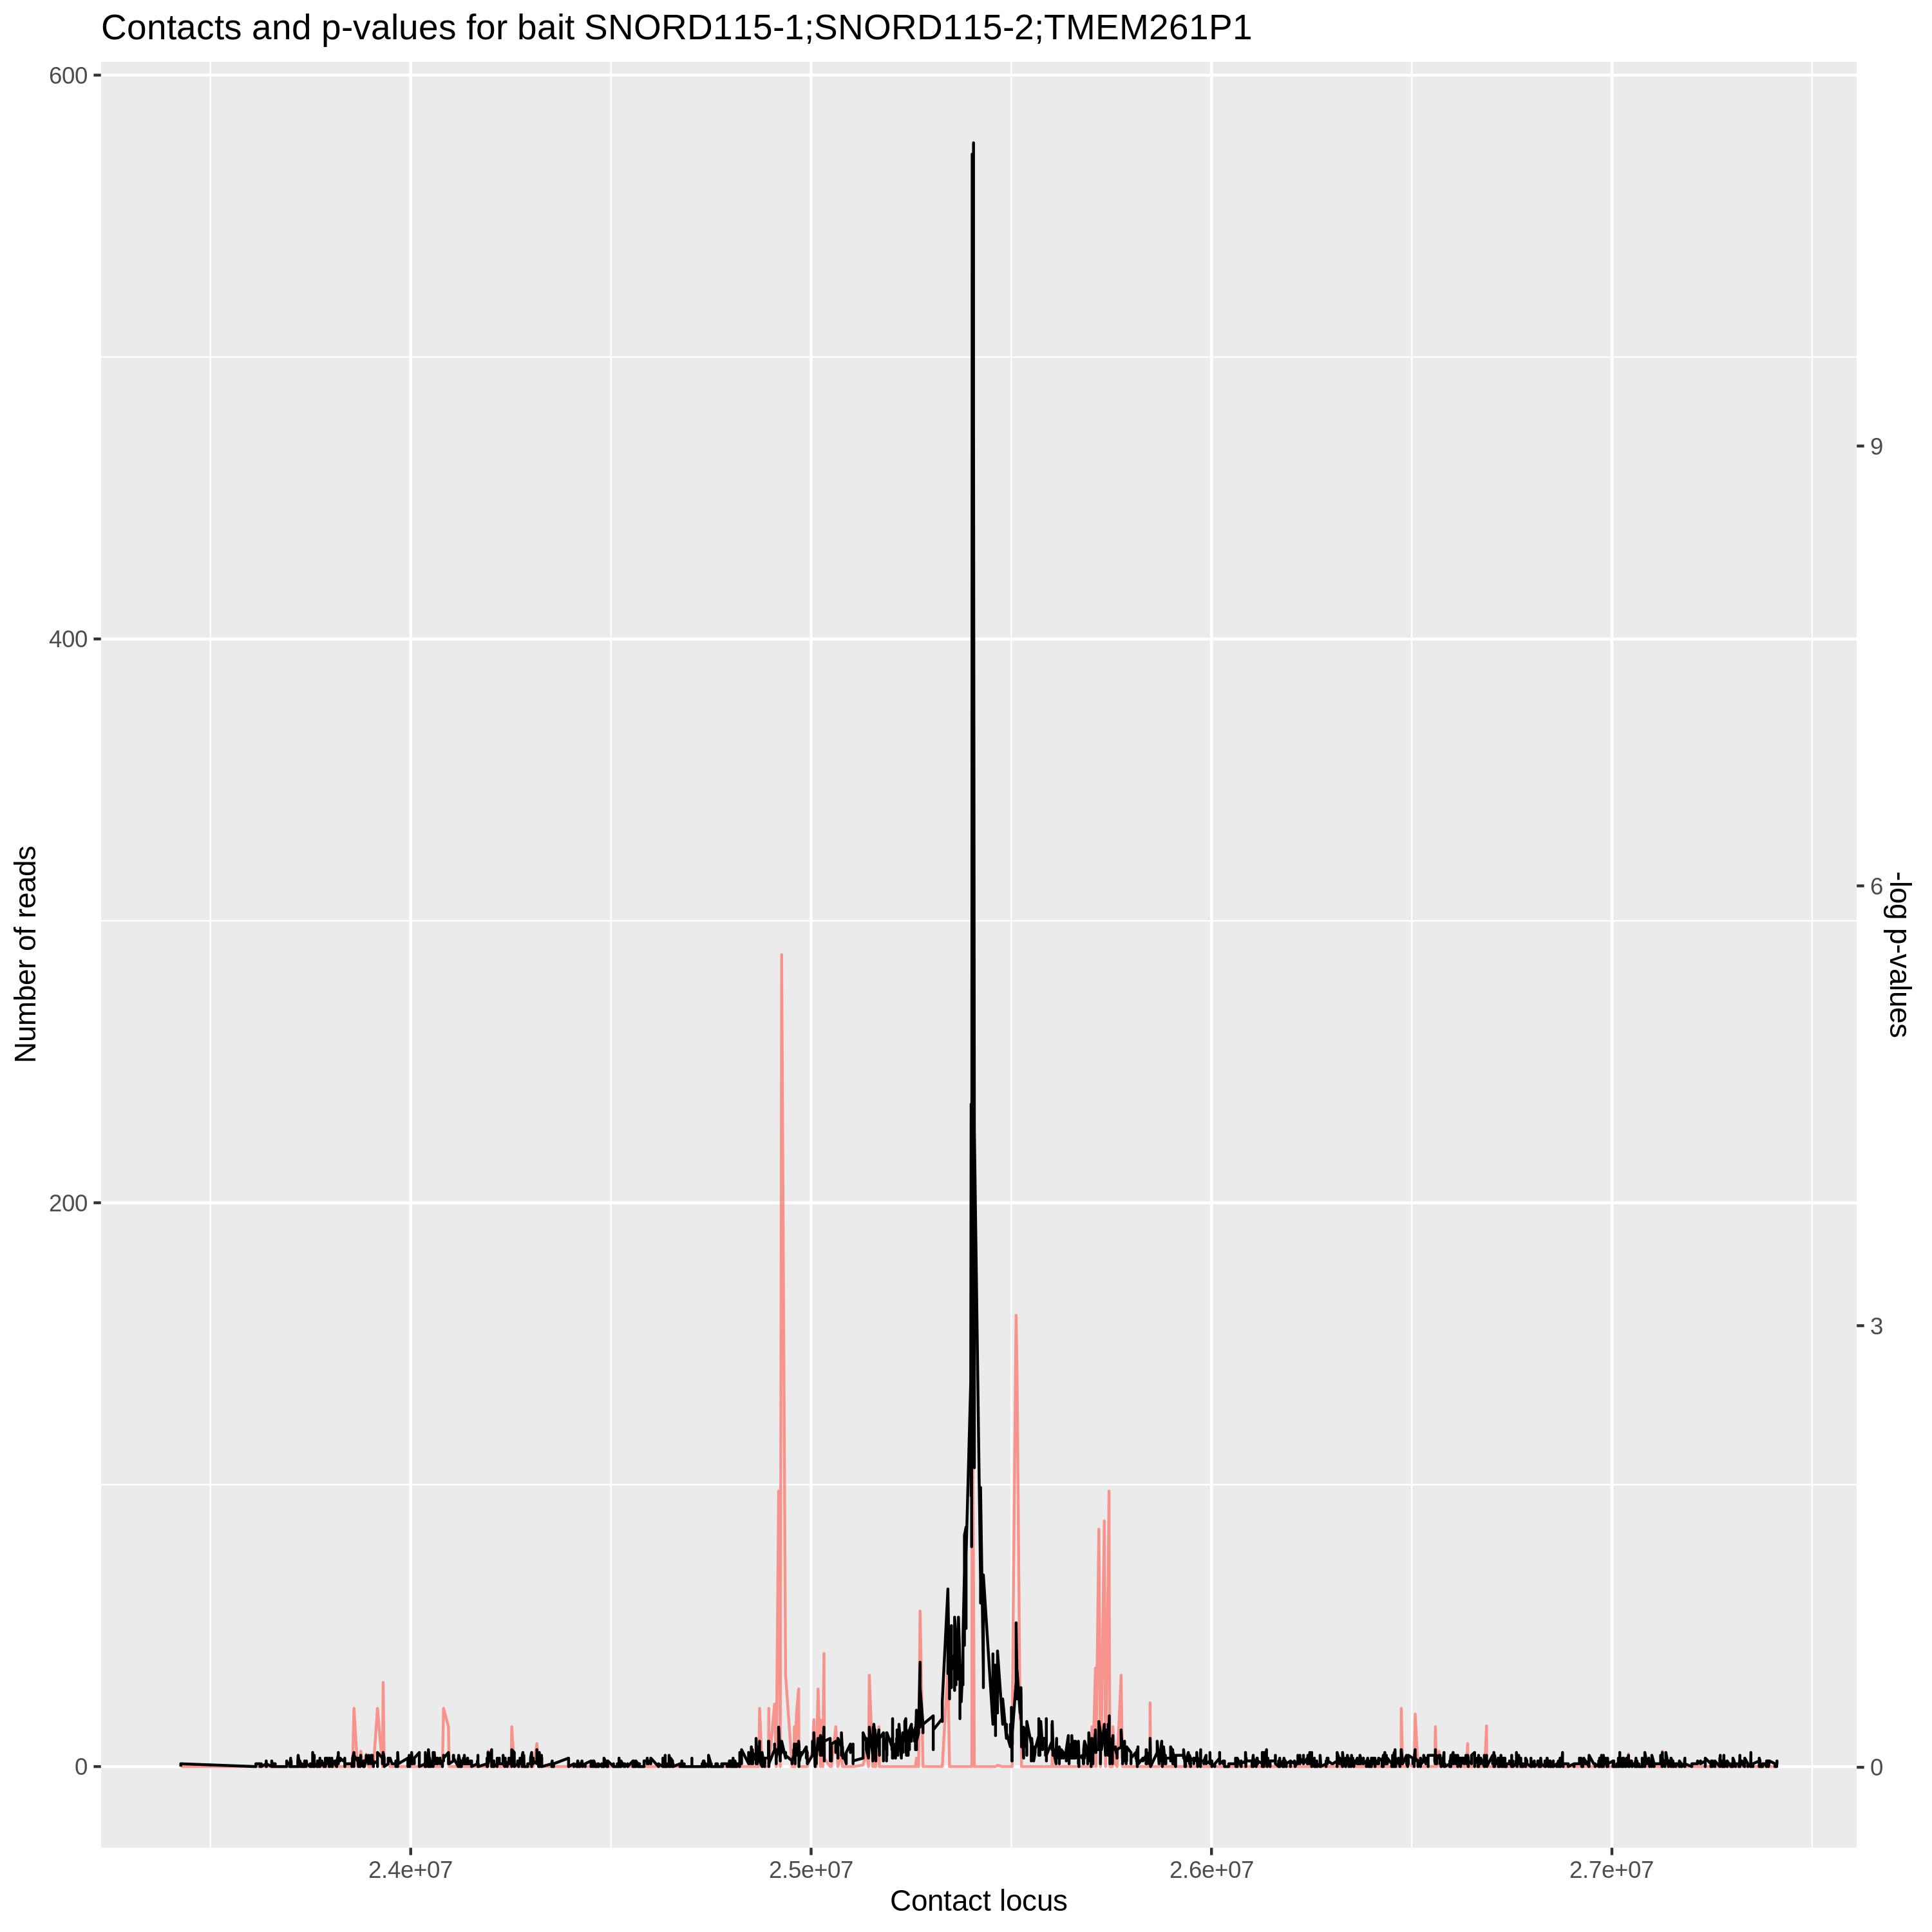 Contacts and p-values for bait SNORD115-1;SNORD115-2;TMEM261P1
600
400
200
0
Number of reads
9
6
3
0
-log p-values
2.4e+07
2.5e+07
2.6e+07
2.7e+07
Contact locus